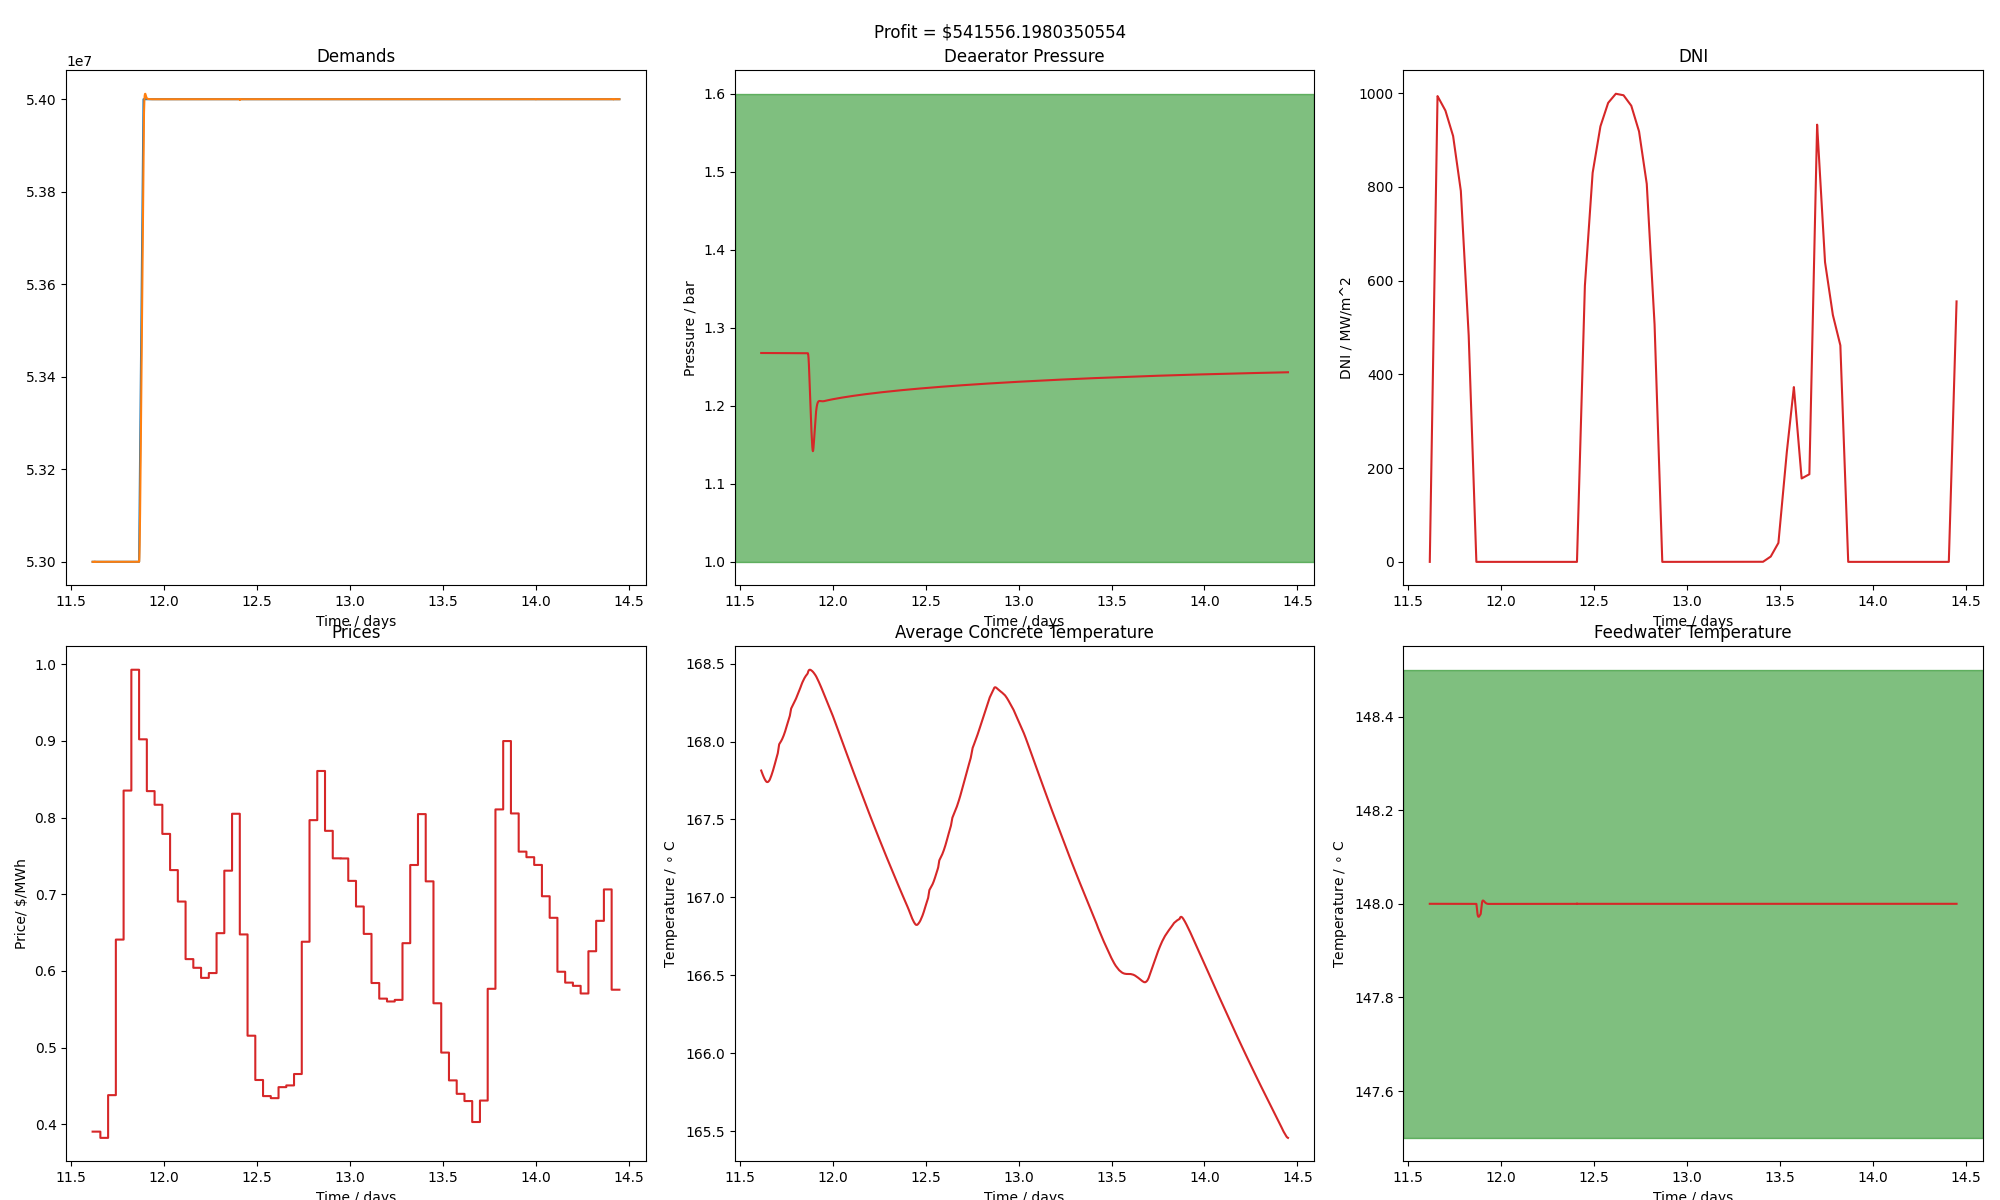 Profit = $541556.1980350554
Demands
1e7
5.40
5.38
5.36
5.34
5.32
5.30
11.5 12.0 12.5 13.0 13.5 14.0 14.5
Time / days
Deaerator Pressure
Pressure / bar
1.6
1.5
1.4
1.3
1.2
1.1
1.0
11.5 12.0 12.5 13.0 13.5 14.0 14.5
Time / days
DNI
DNI / MW/m^2
1000
800
600
400
200
0
11.5 12.0 12.5 13.0 13.5 14.0 14.5
Time / days
Prices
Price/ $/MWh
1.0
0.9
0.8
0.7
0.6
0.5
0.4
11.5 12.0 12.5 13.0 13.5 14.0 14.5
Time / days
Average Concrete Temperature
Temperature / ∘ C
168.5
168.0
167.5
167.0
166.5
166.0
165.5
11.5 12.0 12.5 13.0 13.5 14.0 14.5
Time / days
Feedwater Temperature
Temperature / ∘ C
148.4
148.2
148.0
147.8
147.6
11.5 12.0 12.5 13.0 13.5 14.0 14.5
Time / days